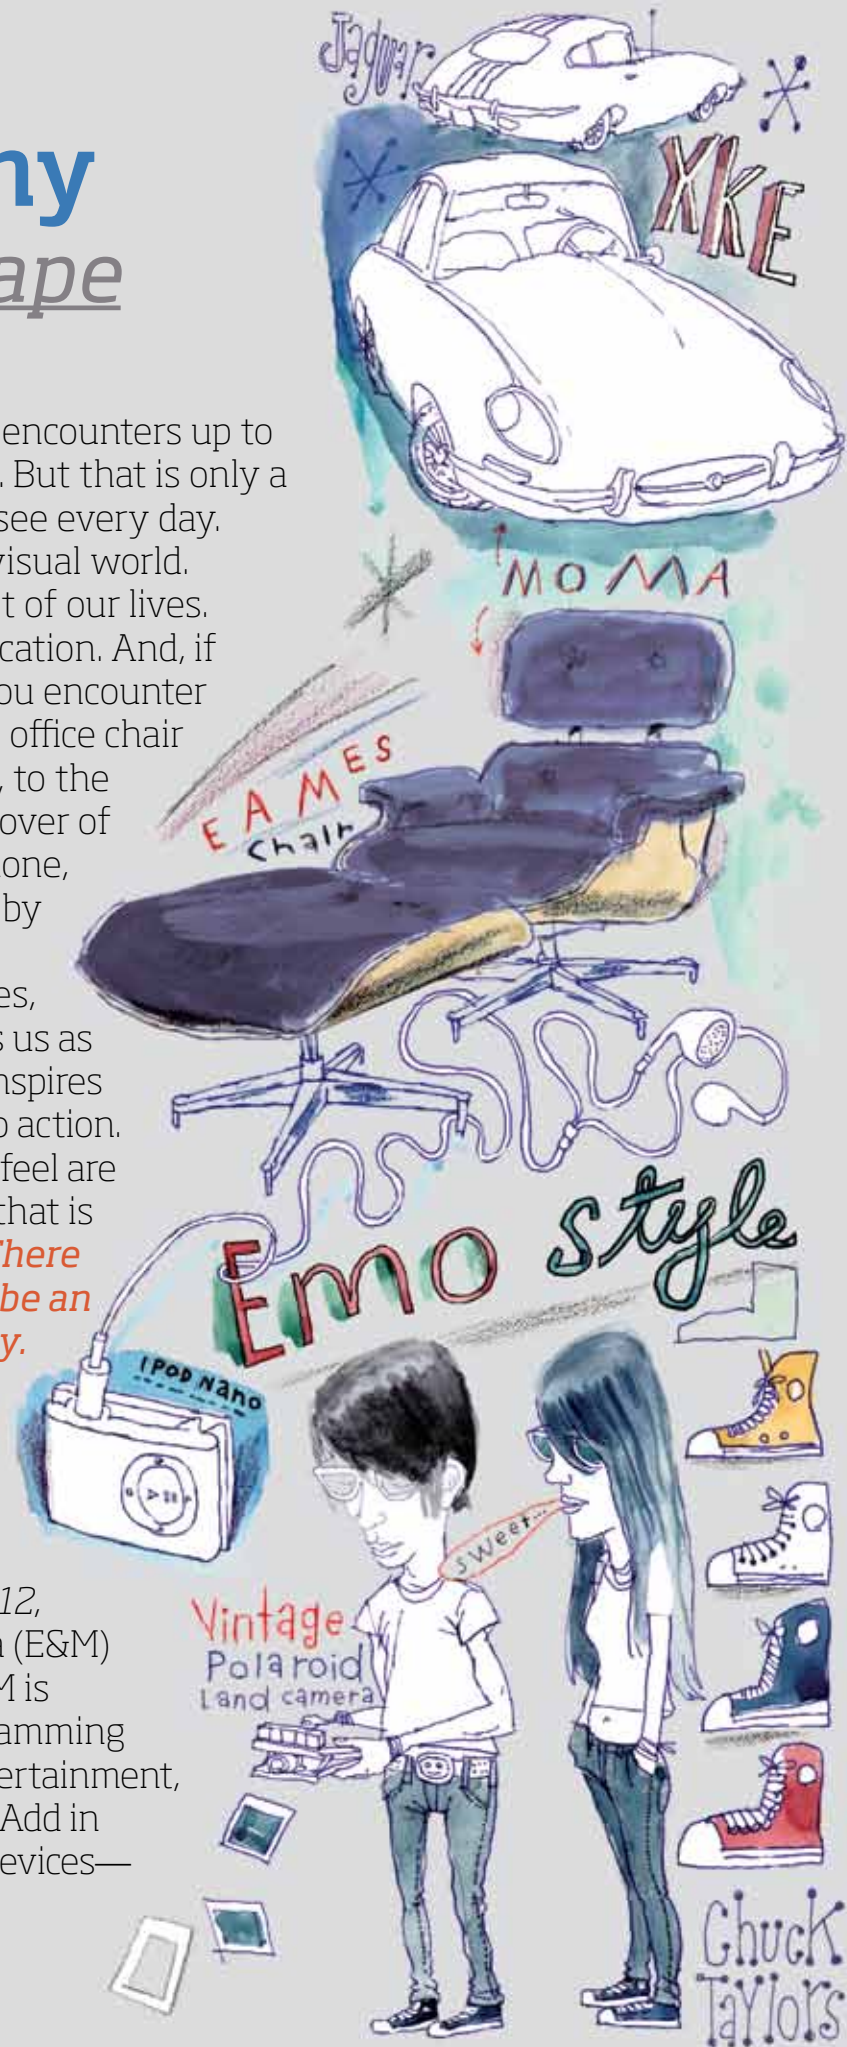 Jaguar
ny
XKE
ape
encounters up to
. But that is only a
see every day.
visual world.
t of our lives.
cation. And, if
ou encounter
office chair
, to the
over of
one,
by
es,
s us as
nspires
o action.
feel are
that is
here
be an
y.
MOMA
EAMES
chair
Emo style
IPOD NANO
sweet...
Vintage
Polaroid
Land camera
12,
(E&M)
M is
amming
ertainment,
Add in
evices—
Chuck
Taylors